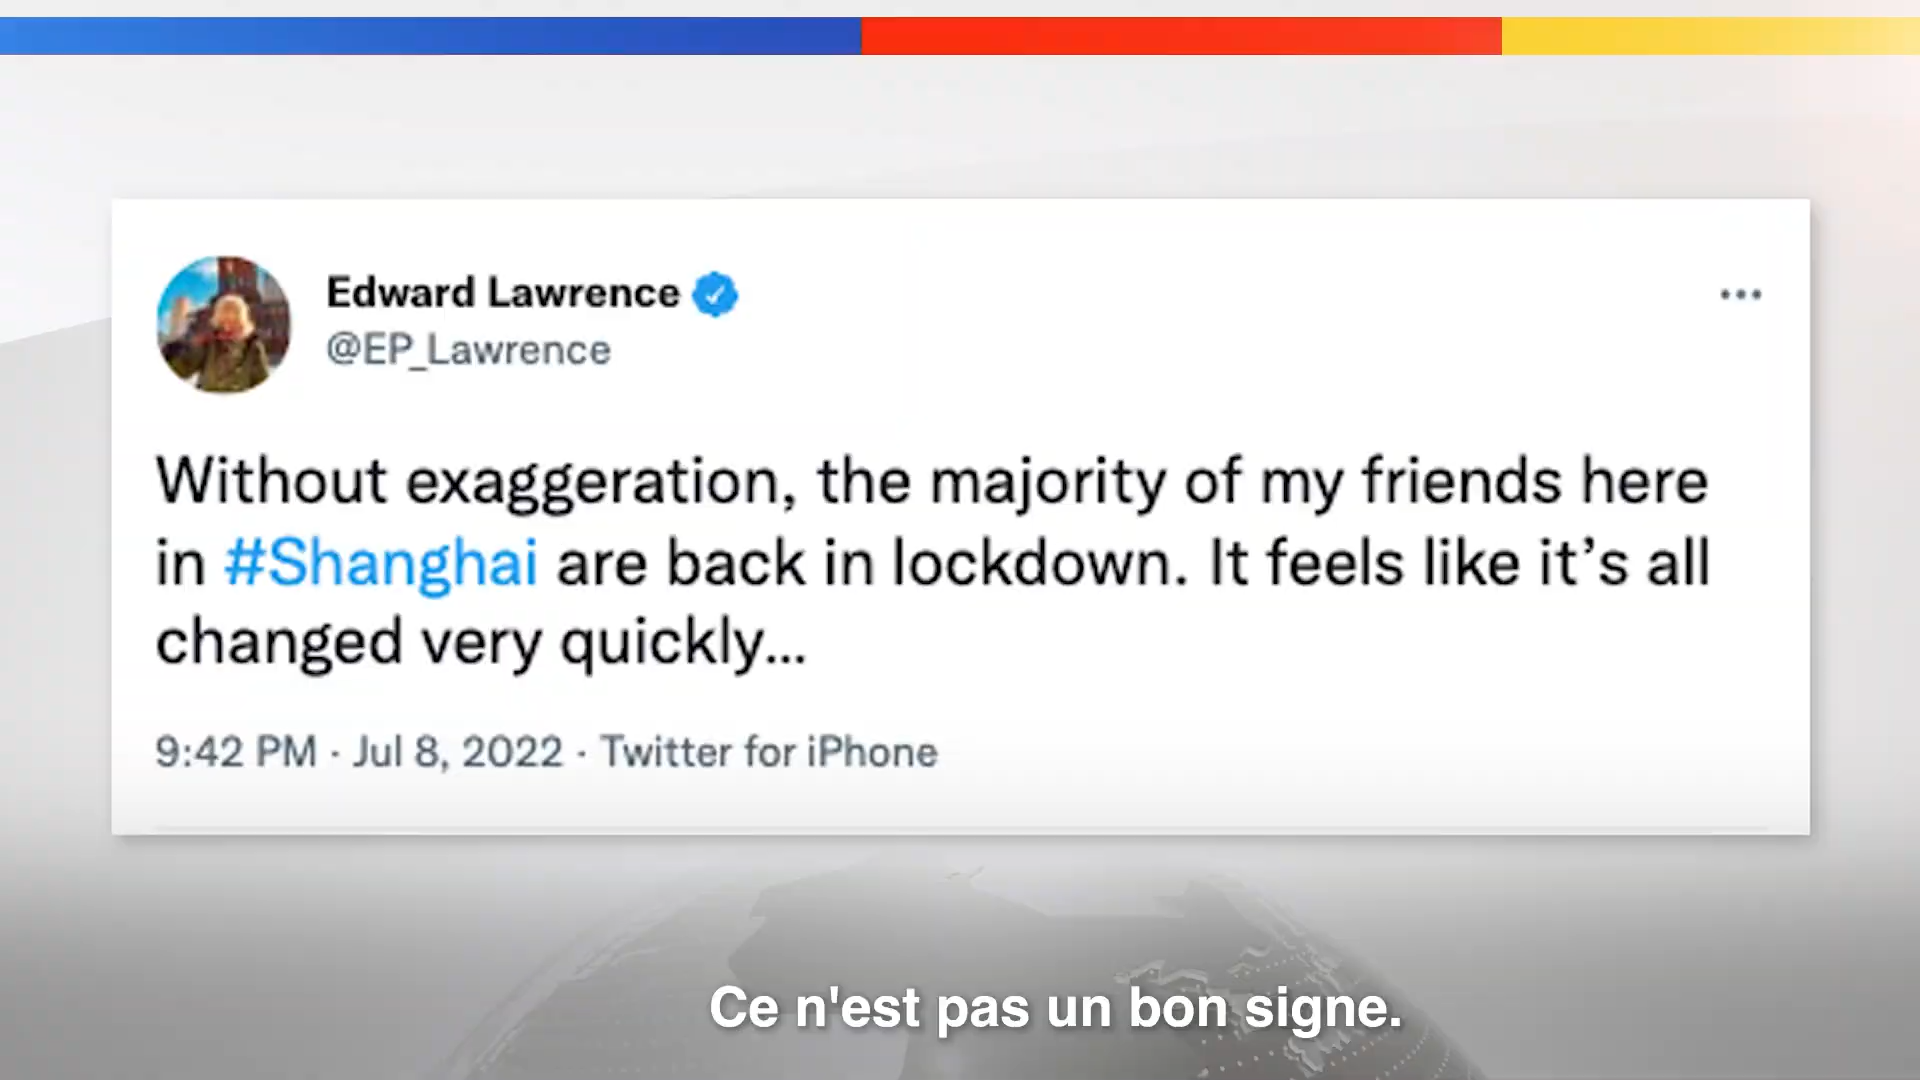 Edward Lawrence
@EP_Lawrence
Without exaggeration, the majority of my friends here
in #Shanghai are back in lockdown. It feels like it’s all
changed very quickly...
9:42 PM · Jul 8, 2022 · Twitter for iPhone
Ce n'est pas un bon signe.